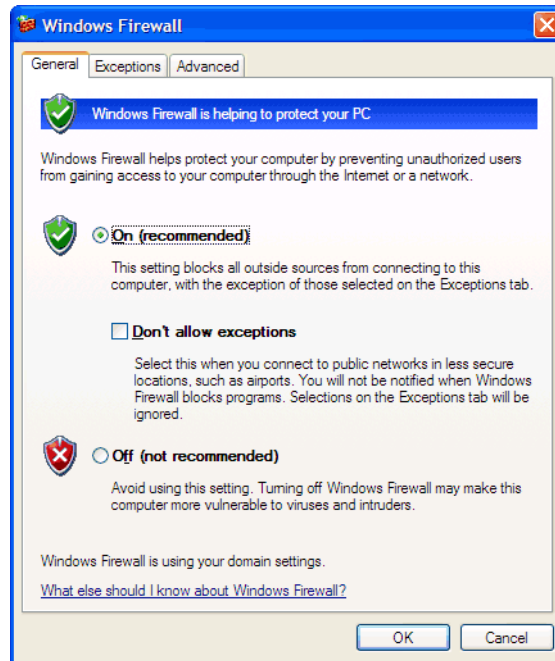 Windows Firewall
General Exceptions Advanced
Windows Firewall is helping to protect your PC
Windows Firewall helps protect your computer by preventing unauthorized users
from gaining access to your computer through the Internet or a network.
On (recommended)
This setting blocks all outside sources from connecting to this
computer, with the exception of those selected on the Exceptions tab.
Don't allow exceptions
Select this when you connect to public networks in less secure
locations, such as airports. You will not be notified when Windows
Firewall blocks programs. Selections on the Exceptions tab will be
ignored.
Off (not recommended)
Avoid using this setting. Turning off Windows Firewall may make this
computer more vulnerable to viruses and intruders.
Windows Firewall is using your domain settings.
What else should I know about Windows Firewall?
OK Cancel